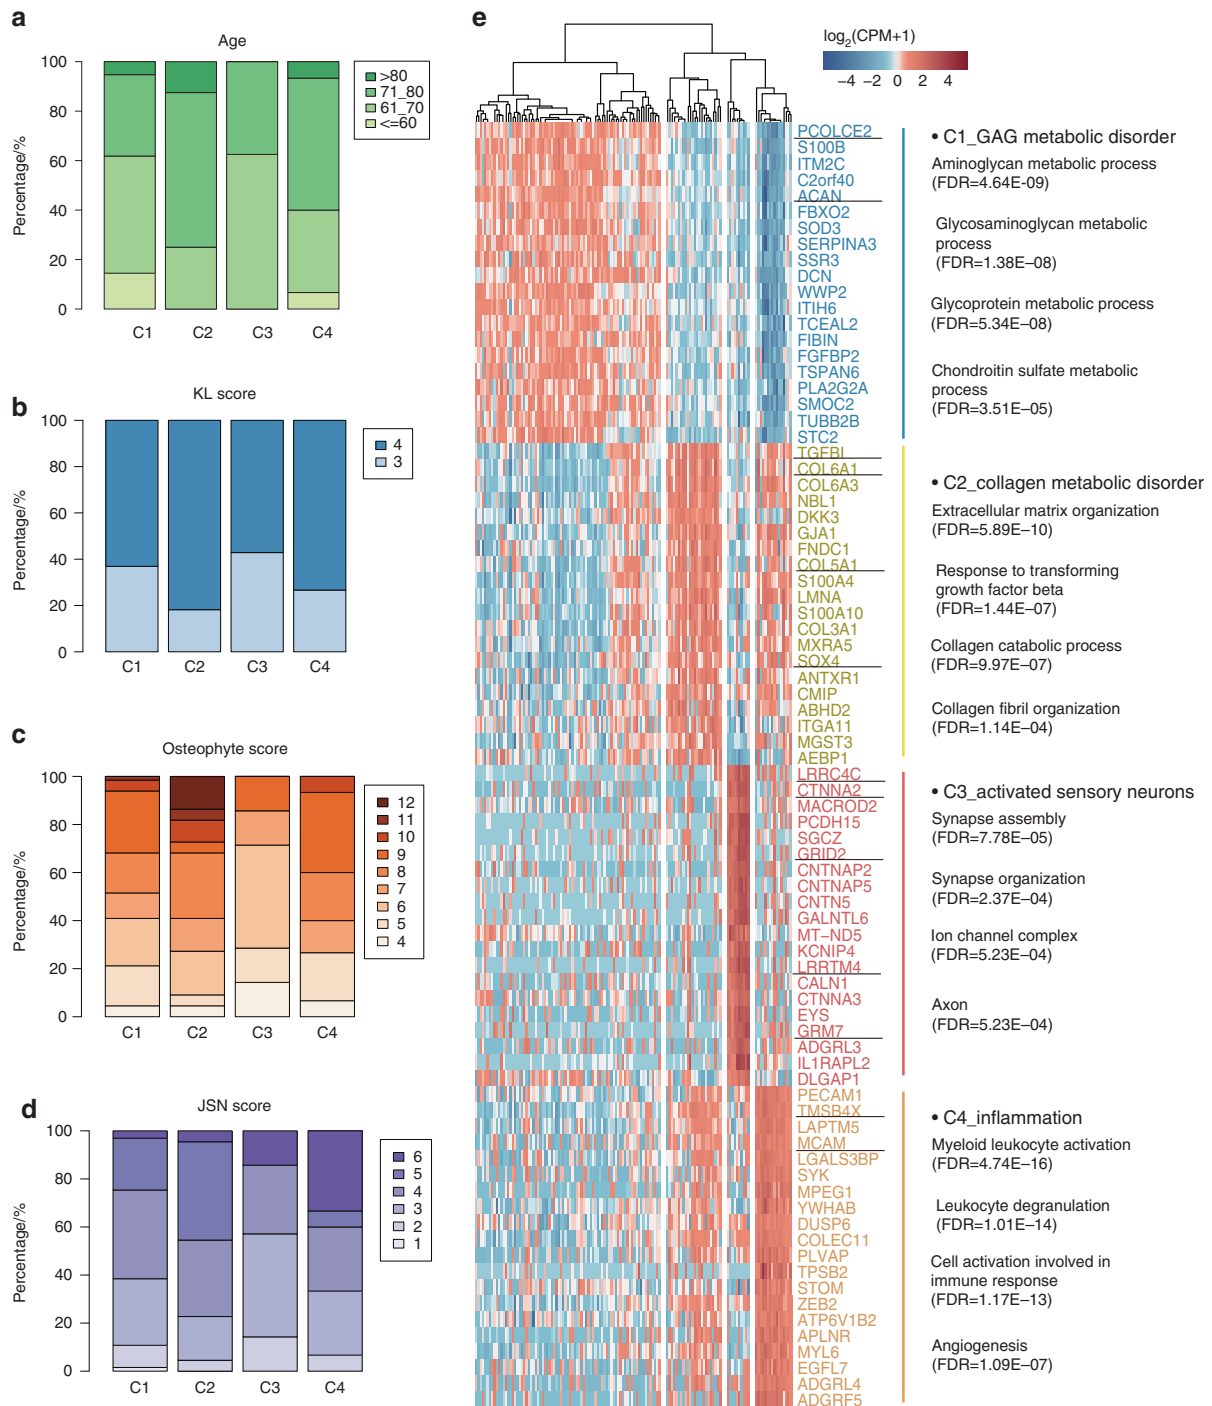 a
Age
Percentage/%
100
80
60
40
20
0
C1
C2
C3
C4
>80
71_80
61_70
<=60
b
KL score
Percentage/%
100
80
60
40
20
0
C1
C2
C3
C4
4
3
c
Osteophyte score
Percentage/%
100
80
60
40
20
0
C1
C2
C3
C4
12
11
10
9
8
7
6
5
4
d
JSN score
Percentage/%
100
80
60
40
20
0
C1
C2
C3
C4
6
5
4
3
2
1
e
log2(CPM+1)
−4 −2 0 2 4
PCOLCE2
S100B
ITM2C
C2orf40
ACAN
FBXO2
SOD3
SERPINA3
SSR3
DCN
WWP2
ITIH6
TCEAL2
FIBIN
FGFBP2
TSPAN6
PLA2G2A
SMOC2
TUBB2B
STC2
TGFBI
COL6A1
COL6A3
NBL1
DKK3
GJA1
FNDC1
COL5A1
S100A4
LMNA
S100A10
COL3A1
MXRA5
SOX4
ANTXR1
CMIP
ABHD2
ITGA11
MGST3
AEBP1
LRRC4C
CTNNA2
MACROD2
PCDH15
SGCZ
GRID2
CNTNAP2
CNTNAP5
CNTN5
GALNTL6
MT−ND5
KCNIP4
LRRTM4
CALN1
CTNNA3
EYS
GRM7
ADGRL3
IL1RAPL2
DLGAP1
PECAM1
TMSB4X
LAPTM5
MCAM
LGALS3BP
SYK
MPEG1
YWHAB
DUSP6
COLEC11
PLVAP
TPSB2
STOM
ZEB2
ATP6V1B2
APLNR
MYL6
EGFL7
ADGRL4
ADGRF5
• C1_GAG metabolic disorder
Aminoglycan metabolic process
(FDR=4.64E-09)
Glycosaminoglycan metabolic
process
(FDR=1.38E−08)
Glycoprotein metabolic process
(FDR=5.34E−08)
Chondroitin sulfate metabolic
process
(FDR=3.51E−05)
• C2_collagen metabolic disorder
Extracellular matrix organization
(FDR=5.89E−10)
Response to transforming
growth factor beta
(FDR=1.44E−07)
Collagen catabolic process
(FDR=9.97E−07)
Collagen fibril organization
(FDR=1.14E−04)
• C3_activated sensory neurons
Synapse assembly
(FDR=7.78E−05)
Synapse organization
(FDR=2.37E−04)
Ion channel complex
(FDR=5.23E−04)
Axon
(FDR=5.23E−04)
• C4_inflammation
Myeloid leukocyte activation
(FDR=4.74E−16)
Leukocyte degranulation
(FDR=1.01E−14)
Cell activation involved in
immune response
(FDR=1.17E−13)
Angiogenesis
(FDR=1.09E−07)